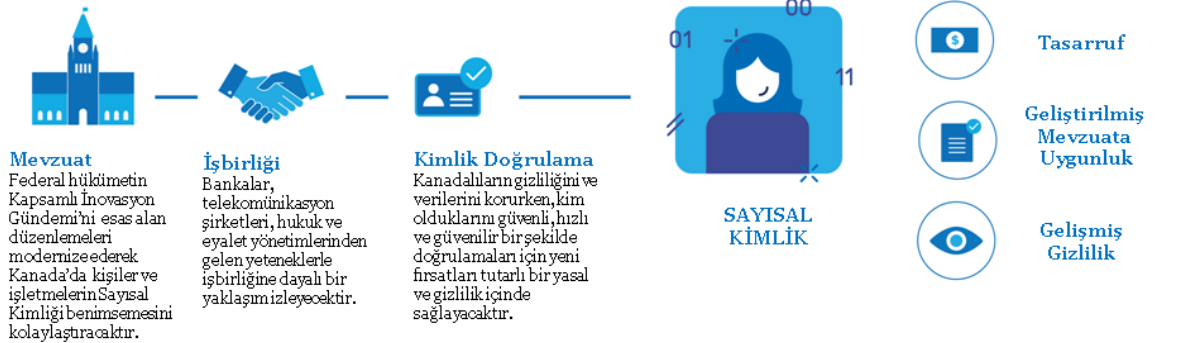 Mevzuat
Federal hükümetin
Kapsamlı İnovasyon
Gündemi’ni esas alan
düzenlemeleri
modernize ederek
Kanada’da kişiler ve
işletmelerin Sayısal
Kimliği benimsemesini
kolaylaştıracaktır.
İşbirliği
Bankalar,
telekomünikasyon
şirketleri, hukuk ve
eyalet yönetimlerinden
gelen yeteneklerle
işbirliğine dayalı bir
yaklaşım izleyecektir.
Kimlik Doğrulama
Kanadalıların gizliliğini ve
verilerini korurken, kim
olduklarını güvenli, hızlı
ve güvenilir bir şekilde
doğrulamaları için yeni
fırsatları tutarlı bir yasal
ve gizlilik içinde
sağlayacaktır.
00
01
11
SAYISAL
KİMLİK
$
Tasarruf
Geliştirilmiş
Mevzuata
Uygunluk
Gelişmiş
Gizlilik